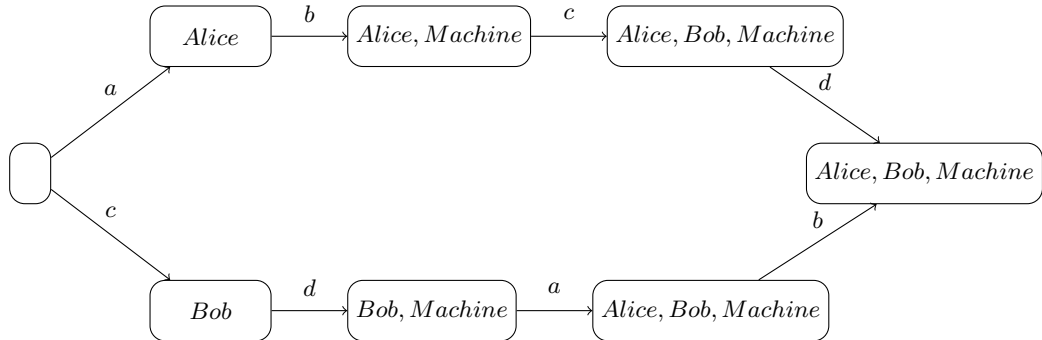 b
c
Alice
Alice, Machine
Alice, Bob, Machine
a
d
Alice, Bob, Machine
c
b
d
a
Bob
Bob, Machine
Alice, Bob, Machine